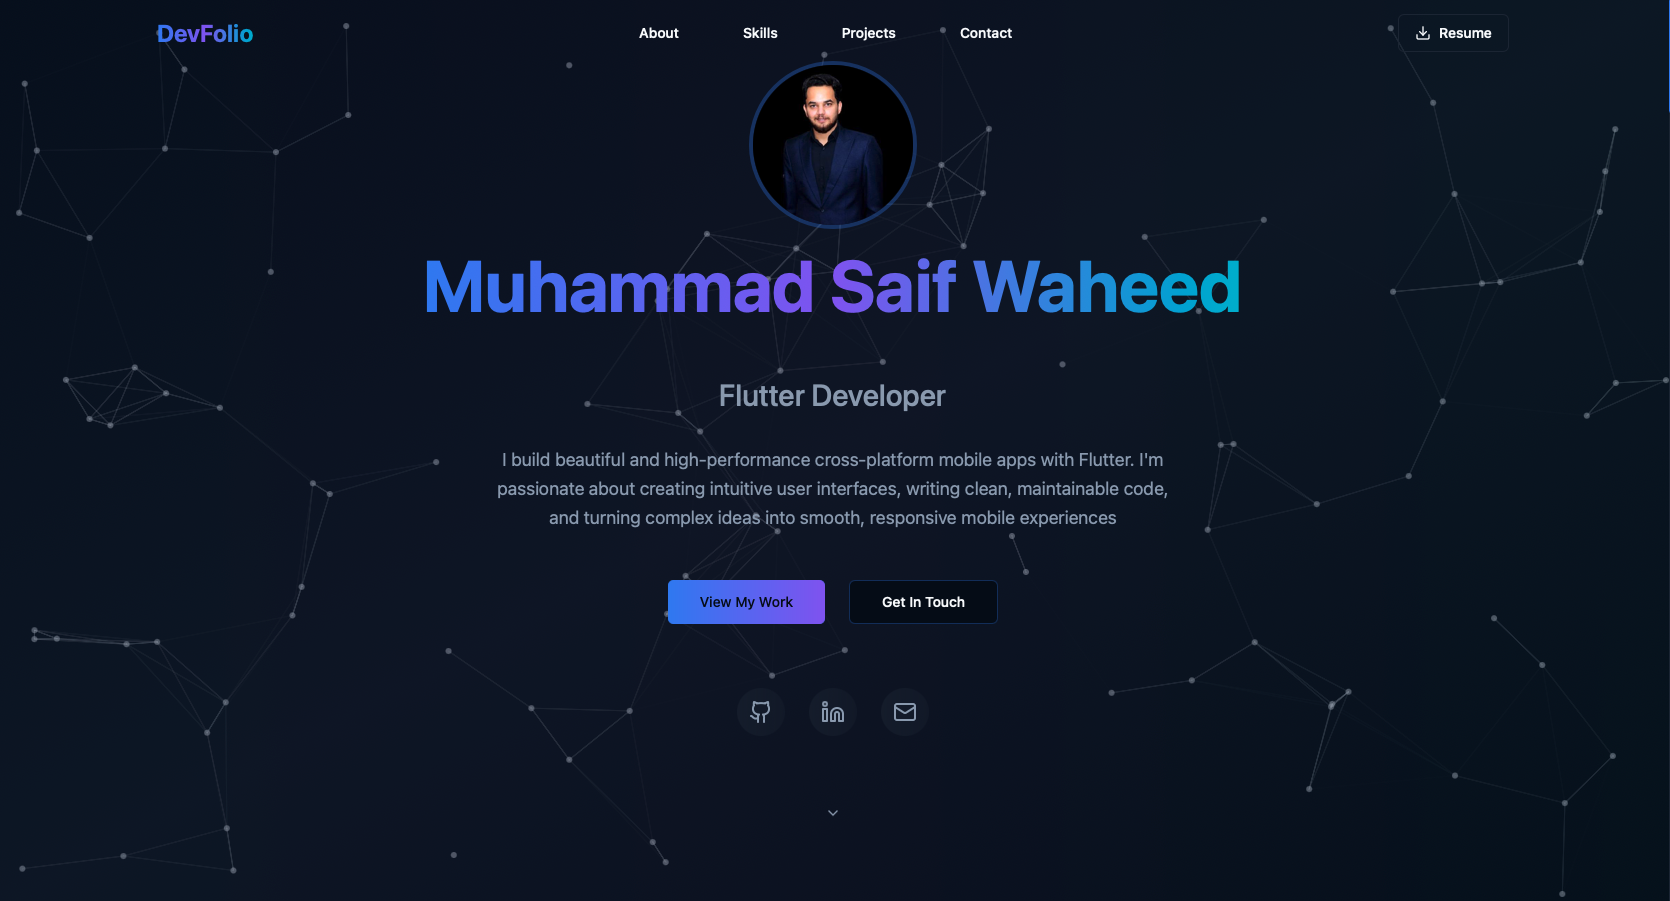 DevFolio
About
Skills
Projects
Contact
Resume
Muhammad Saif Waheed
Flutter Developer
I build beautiful and high-performance cross-platform mobile apps with Flutter. I'm
passionate about creating intuitive user interfaces, writing clean, maintainable code,
and turning complex ideas into smooth, responsive mobile experiences
View My Work
Get In Touch